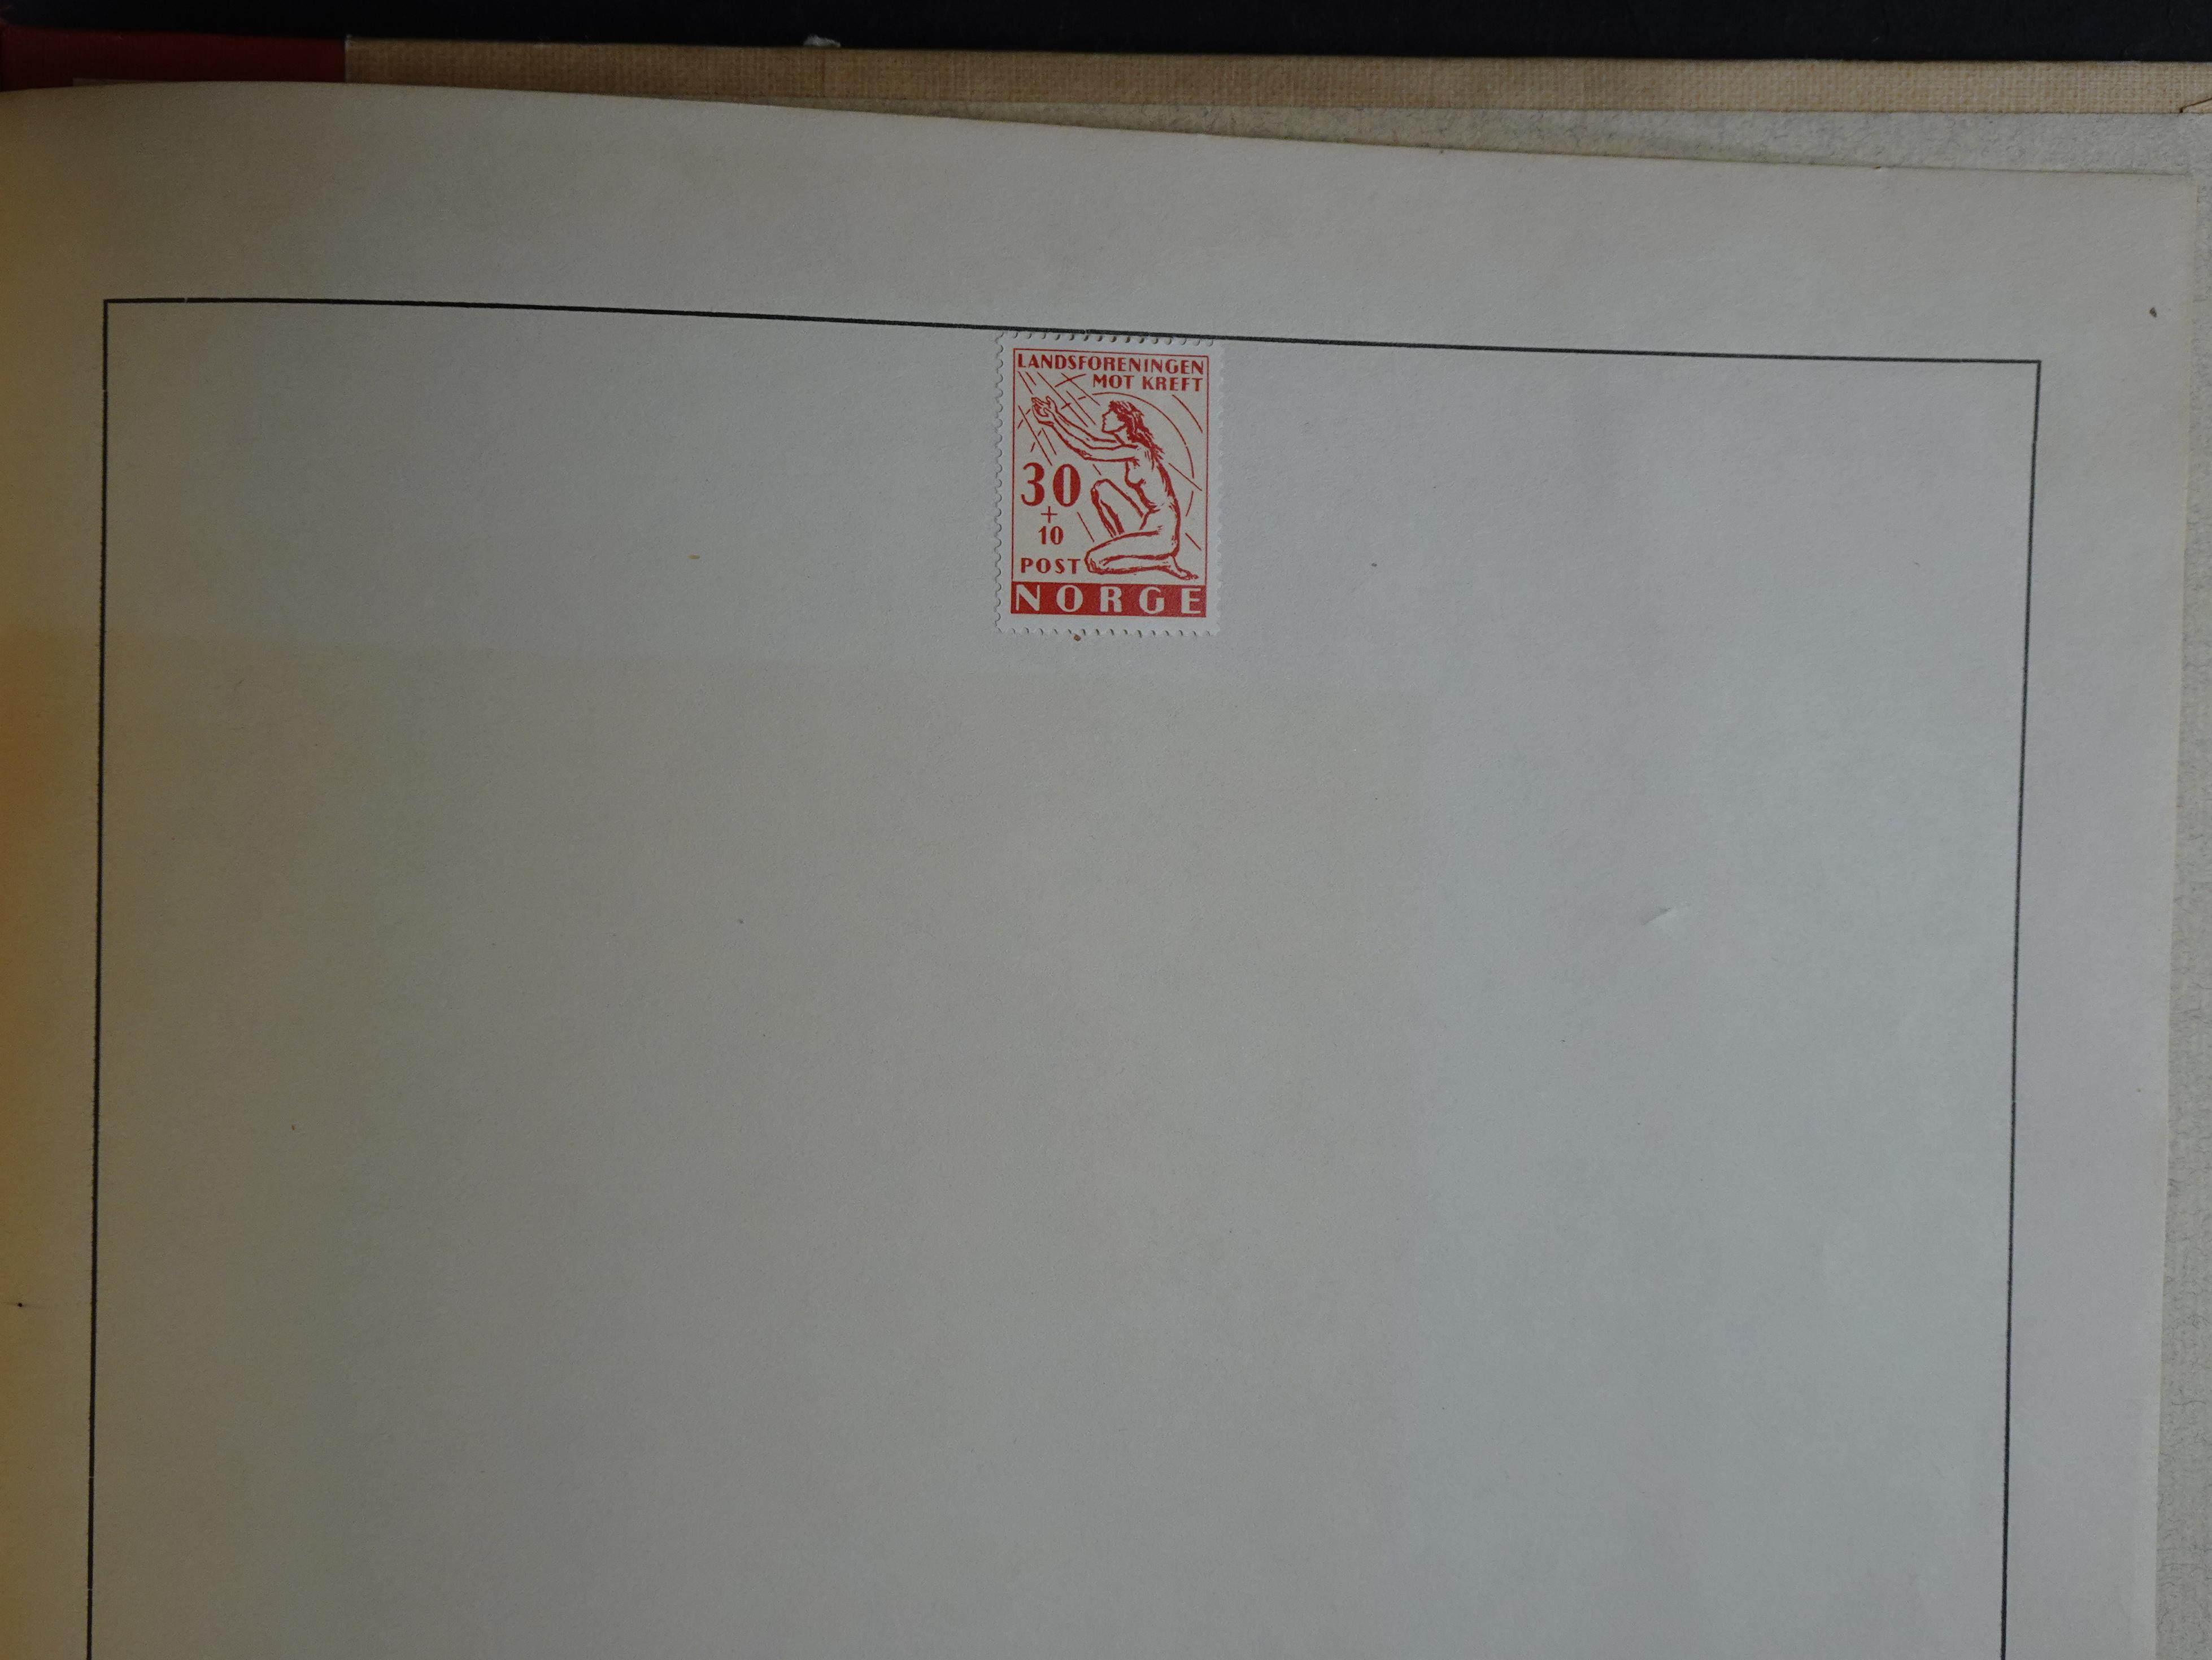 LANDSFORENINGEN
MOT KREFT
30
+
10
POST
NORGE